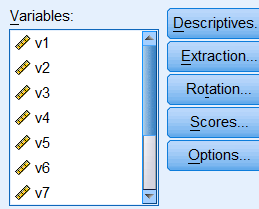 Variables:
v1
v2
v3
v4
v5
v6
v7
Descriptives...
Extraction...
Rotation...
Scores...
Options...